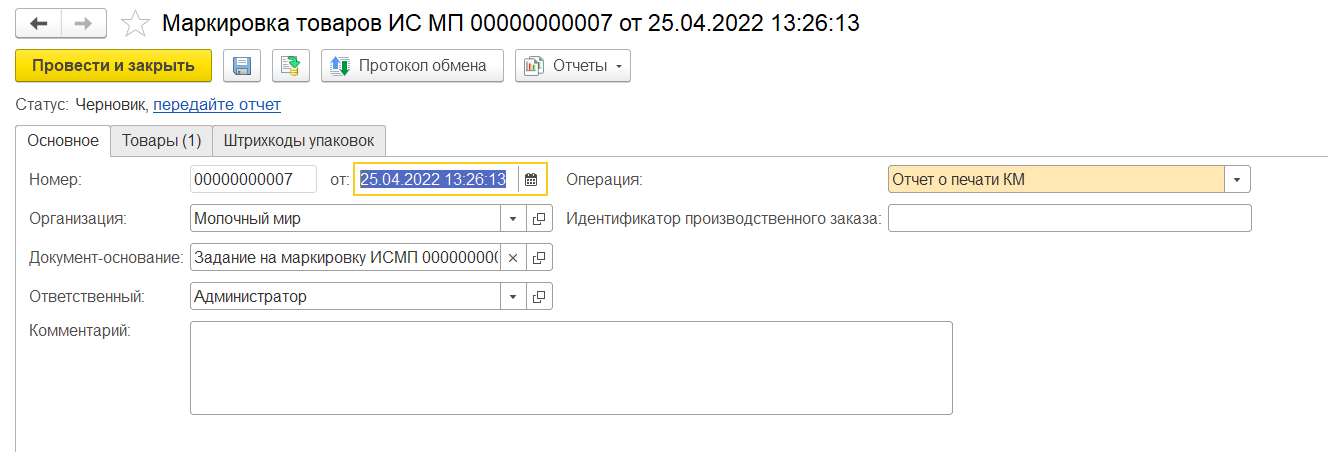 Маркировка товаров ИС МП 00000000007 от 25.04.2022 13:26:13
Провести и закрыть Протокол обмена Отчеты
Статус: Черновик, передайте отчет
Основное Товары (1) Штрихкоды упаковок
Номер: 00000000007 от: 25.04.2022 13:26:13 Операция: Отчет о печати КМ
Организация: Молочный мир Идентификатор производственного заказа:
Документ-основание: Задание на маркировку ИСМП 000000000
Ответственный: Администратор
Комментарий: